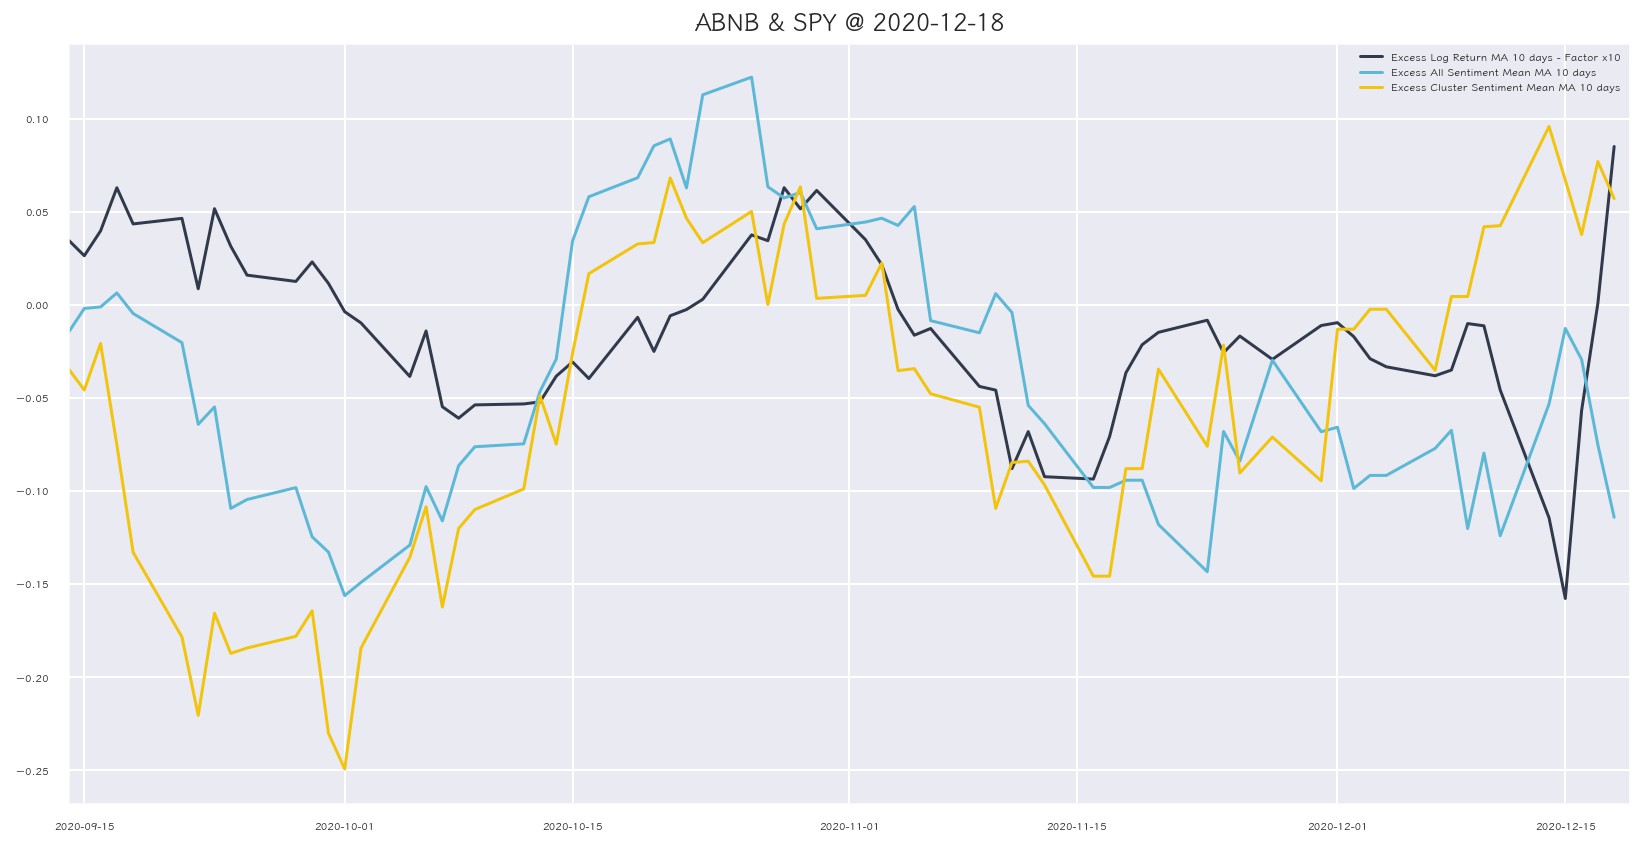 ABNB & SPY @ 2020-12-18
Excess Log Return MA 10 days - Factor x10
Excess All Sentiment Mean MA 10 days
Excess Cluster Sentiment Mean MA 10 days
0.10
0.05
0.00
−0.05
−0.10
−0.15
−0.20
−0.25
2020-09-15 2020-10-01 2020-10-15 2020-11-01 2020-11-15 2020-12-01 2020-12-15